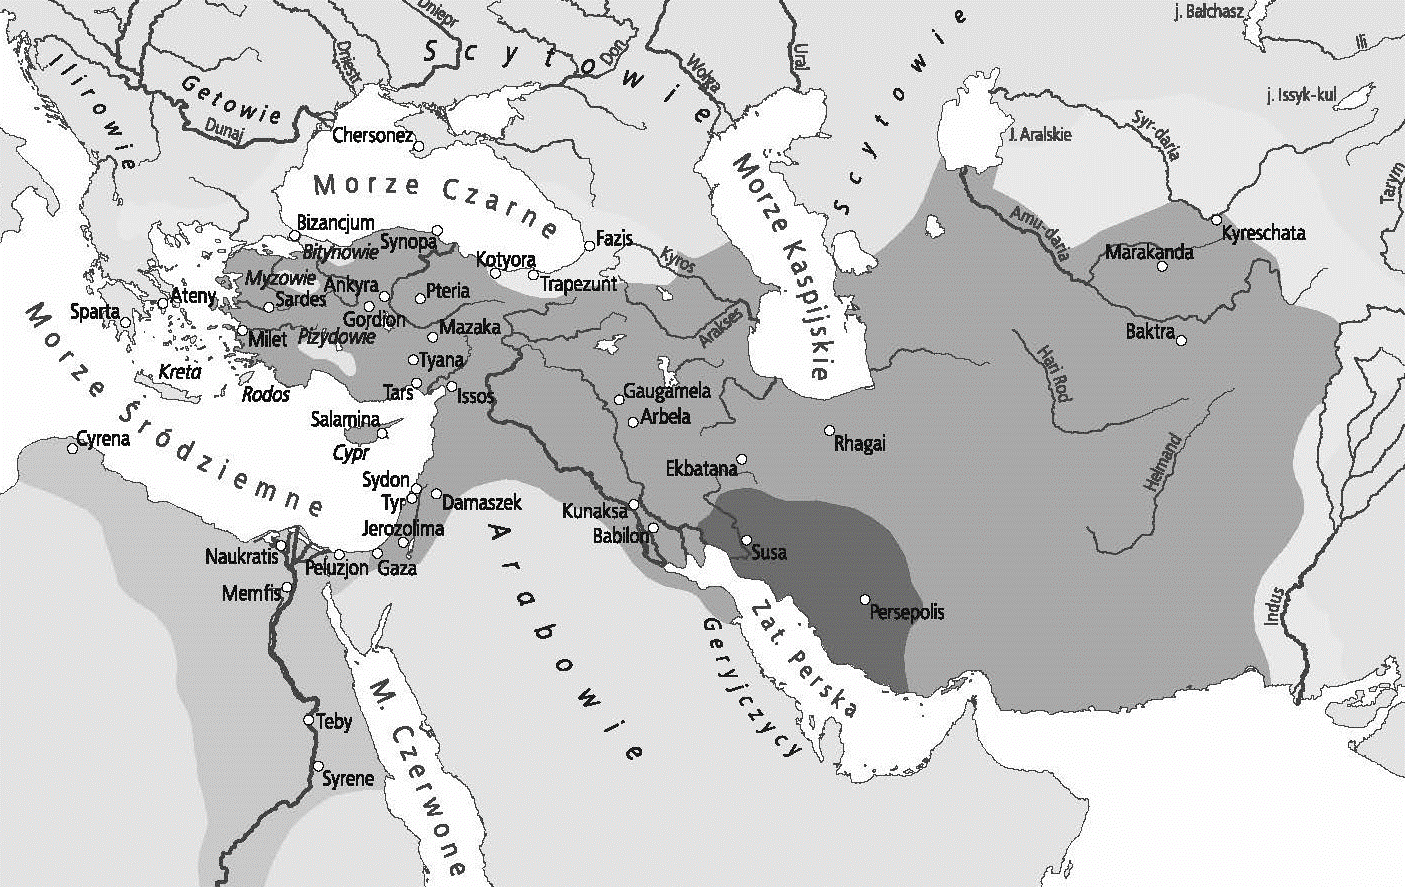 Dniepr
j. Bałchasz
Scytowie
Dniestr
Don
Wołga
Ural
Scytowie
Ili
Ilirowie
Getowie
Dunaj
j. Issyk-kul
Syr-daria
J. Aralskie
Chersonez
Morze Czarne
Morze Kaspijskie
Tarym
Bizancjum
Synopa
Bitynowie
Fazis
Kyros
Amu-daria
Kyreschata
Marakanda
Kotyora
Trapezunt
Myzowie
Ankyra
Pteria
Ateny
Sardes
Sparta
Gordion
Mazaka
Arakses
Baktra
Milet
Pizydowie
Tyana
Hari Rod
Kreta
Rodos
Tars
Issos
Gaugamela
Arbela
Morze Śródziemne
Salamina
Cypr
Cyrena
Rhagai
Ekbatana
Helmand
Sydon
Tyr
Damaszek
Kunaksa
Babilon
Jerozolima
Susa
Naukratis
Peluzjon
Gaza
Memfis
Arabowie
Persepolis
Indus
Geryjczycy
Zat. Perska
M. Czerwone
Teby
Syrene